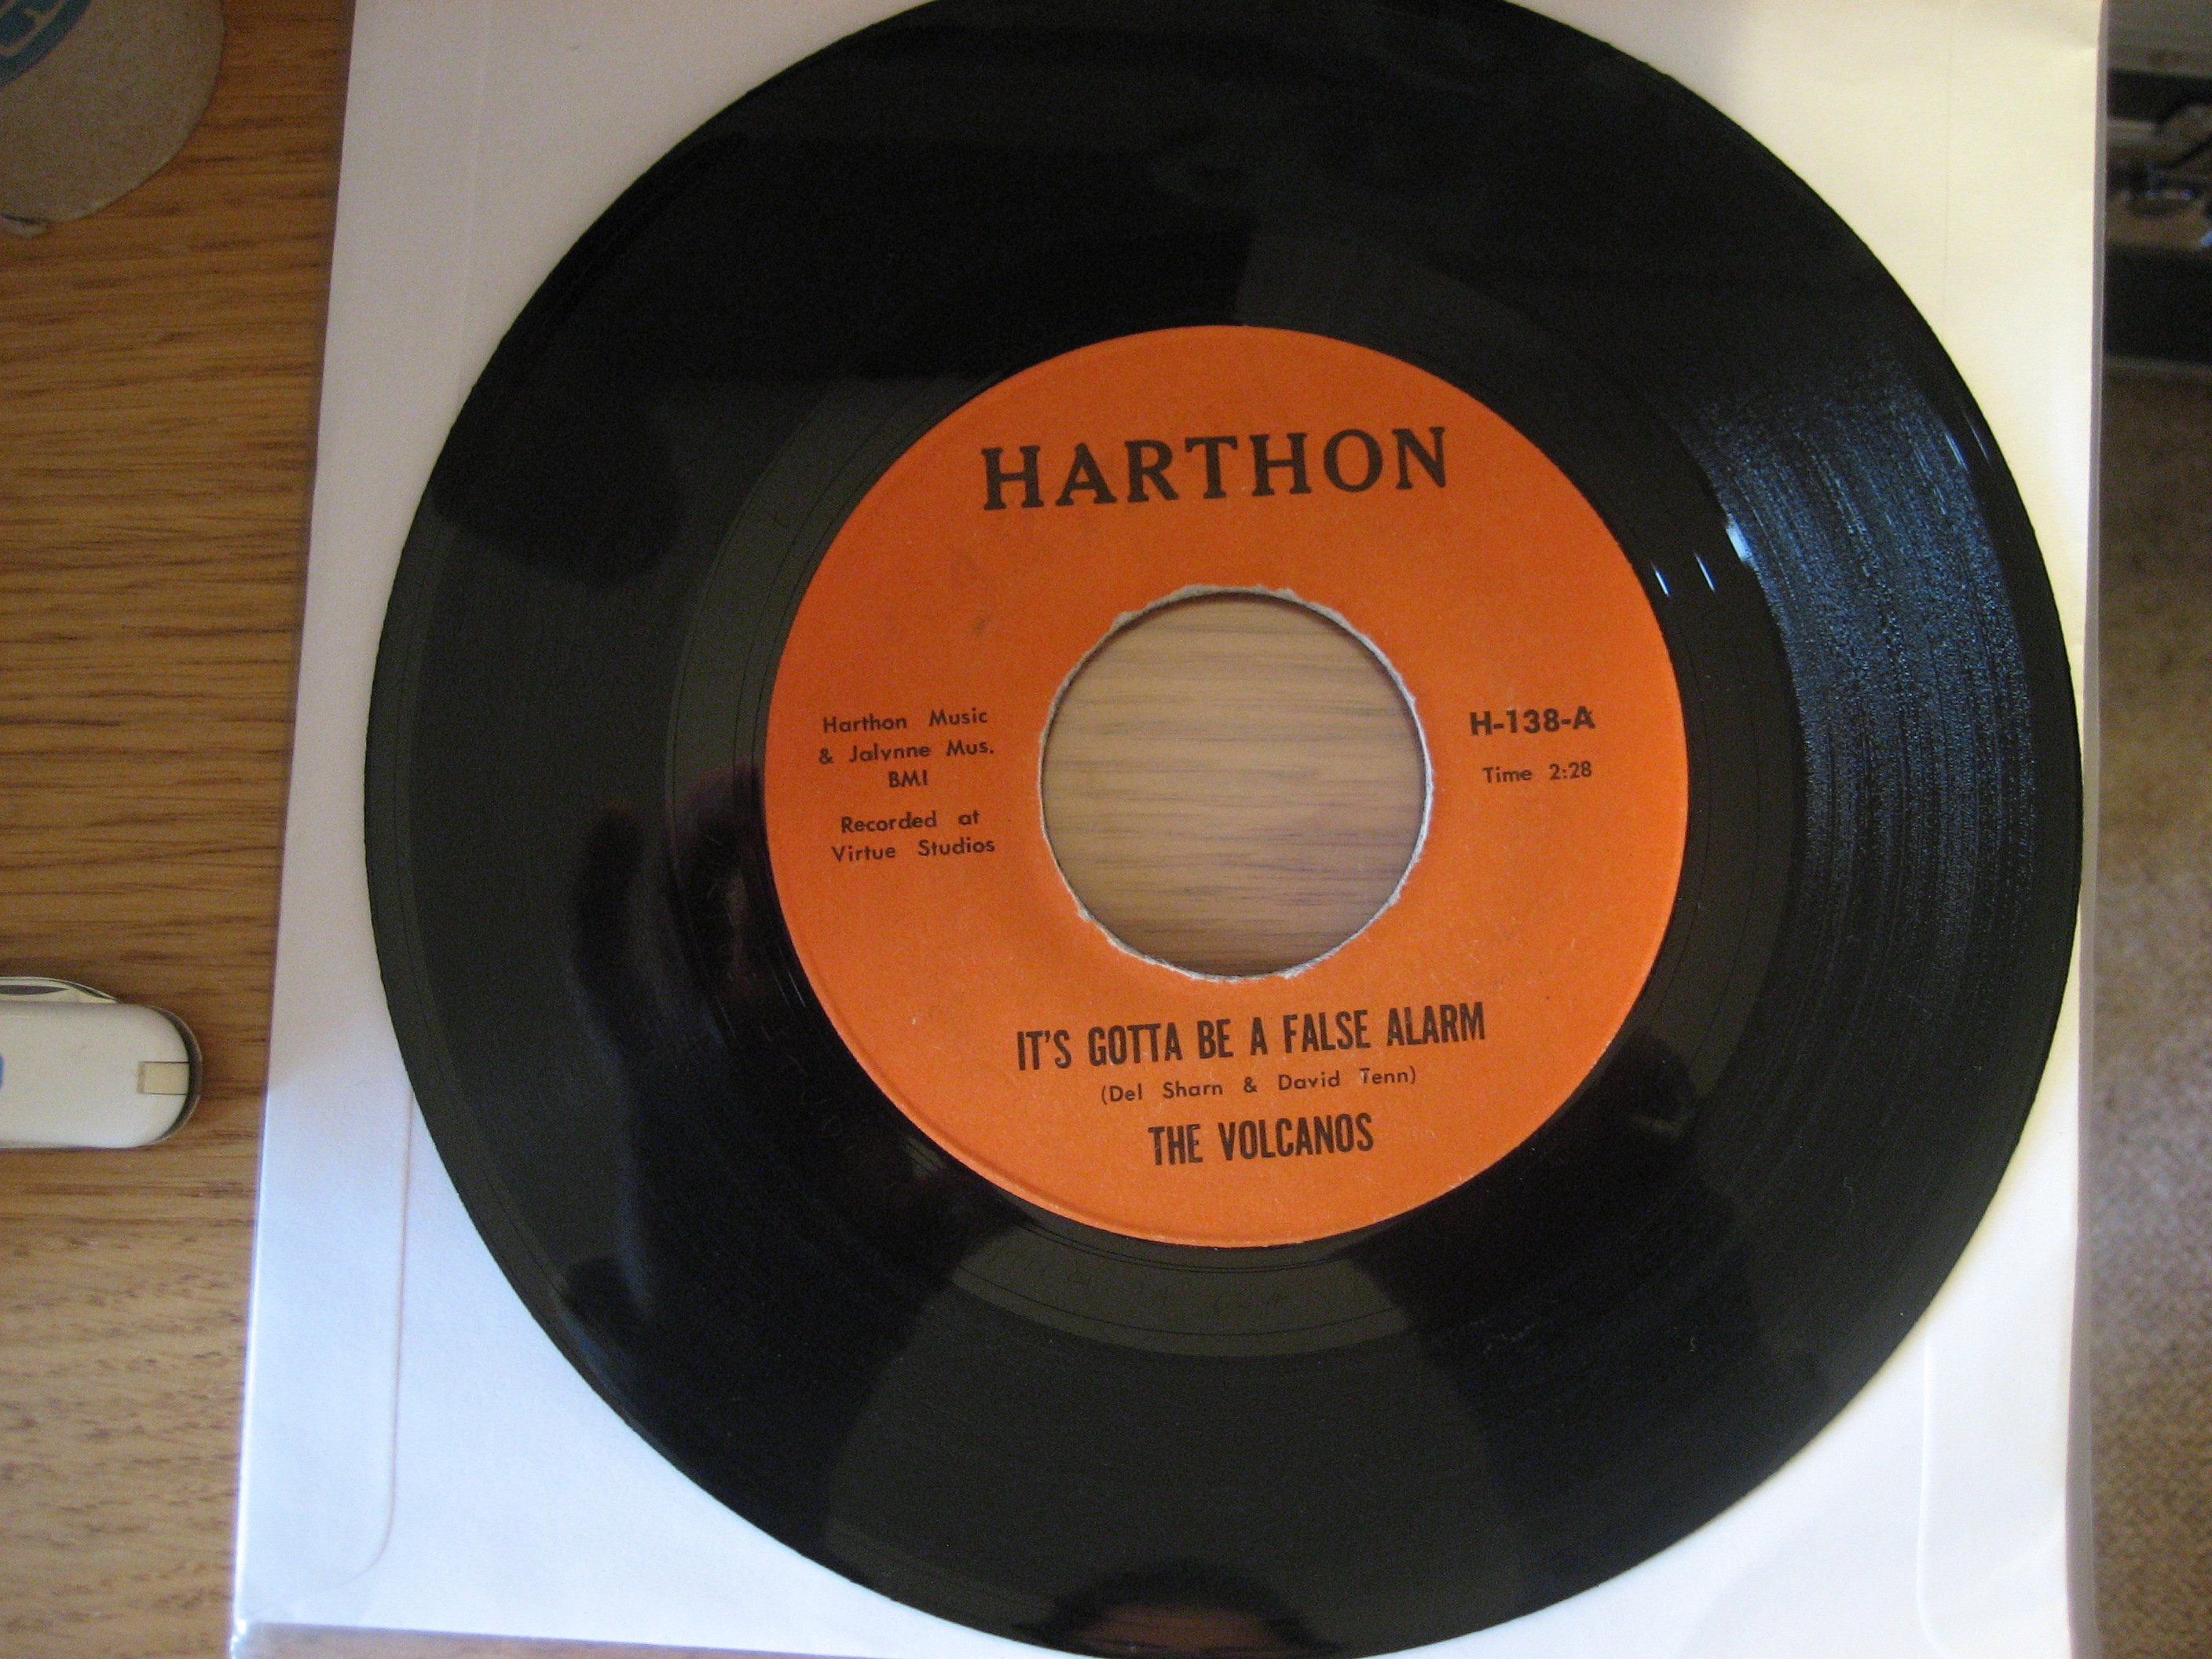 HARTHON
Harthon Music
& Jalynne Mus.
BMI
Recorded at
Virtue Studios
H-138-A
Time 2:28
IT'S GOTTA BE A FALSE ALARM
(Del Sharn & David Tenn)
THE VOLCANOS